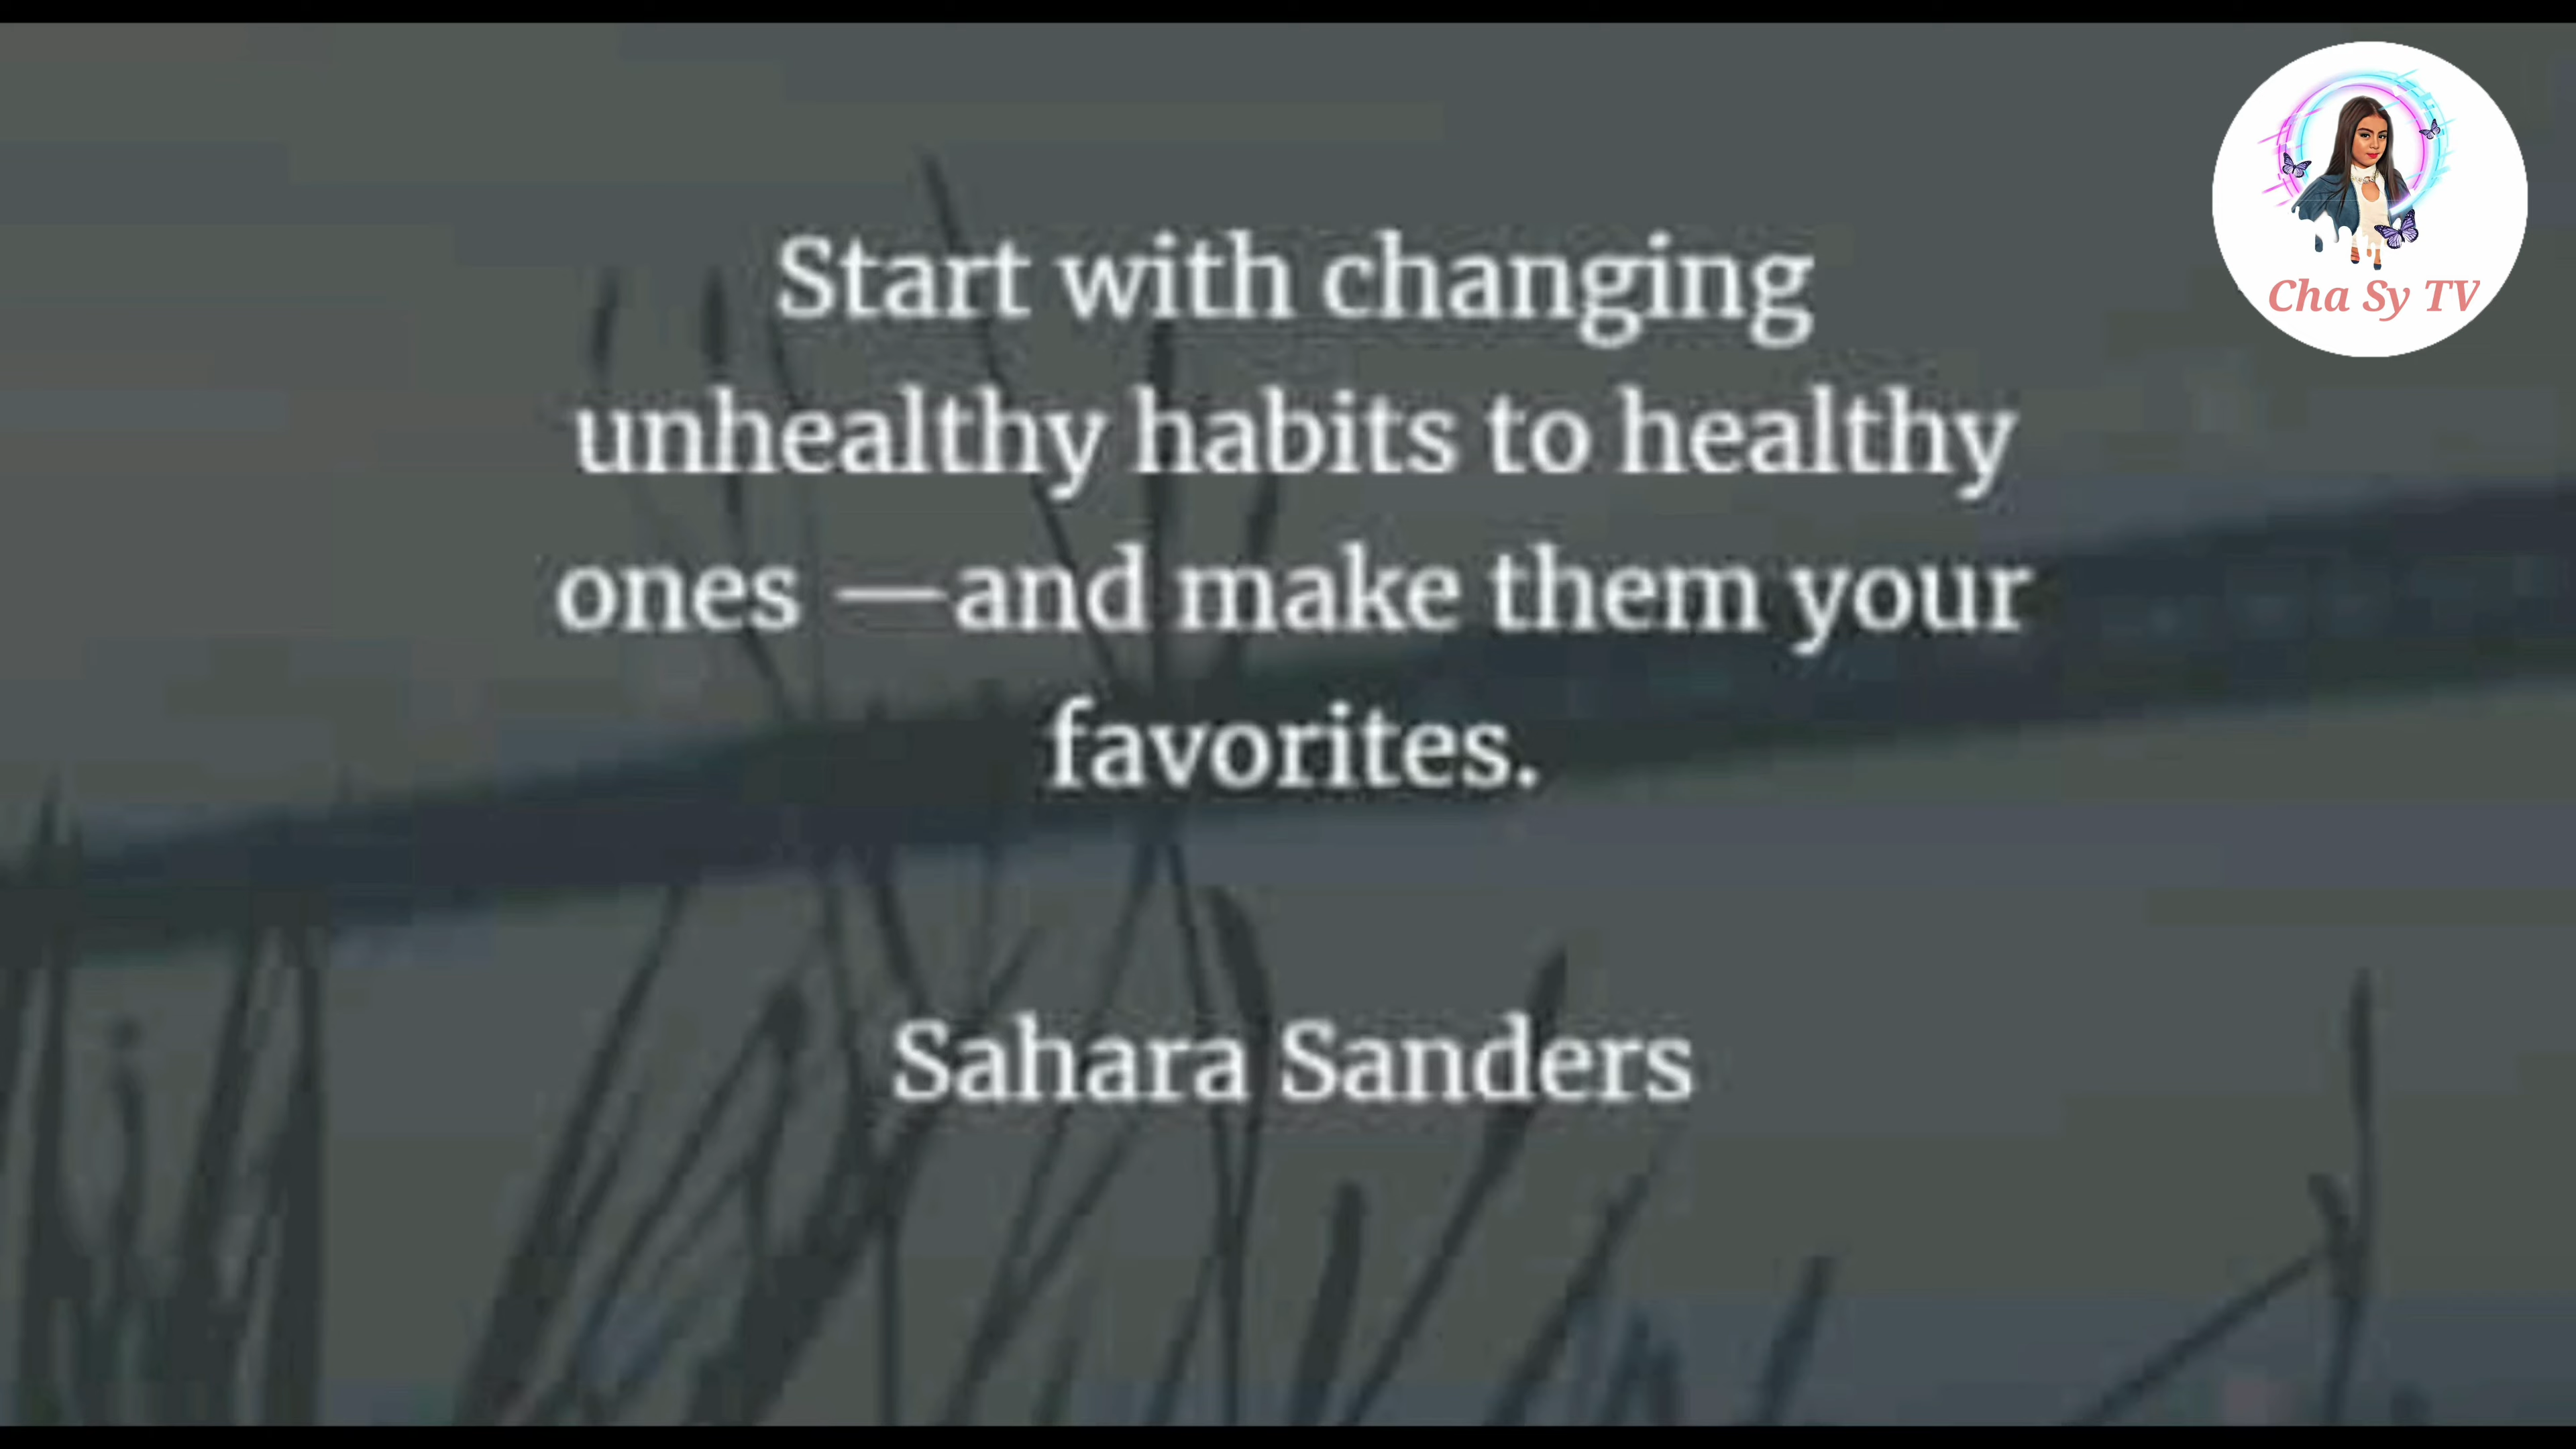 Start with changing
unhealthy habits to healthy
ones —and make them your
favorites.
Sahara Sanders
Cha Sy TV